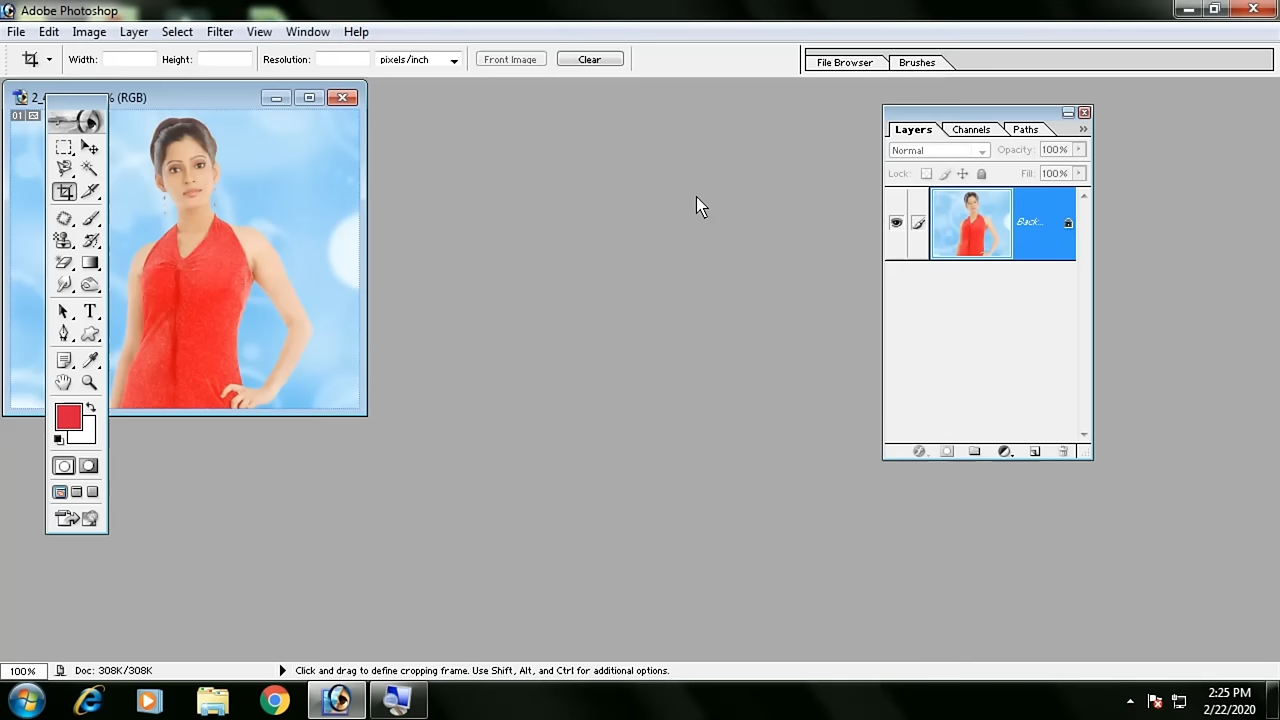 Adobe Photoshop
File Edit Image Layer Select Filter View Window Help
Width: Height: Resolution: pixels/inch Front Image Clear
File Browser Brushes
% (RGB)
01
Layers Channels Paths
Normal Opacity: 100%
Lock: Fill: 100%
Back...
T
100% Doc: 308K/308K Click and drag to define cropping frame. Use Shift, Alt, and Ctrl for additional options.
2:25 PM
2/22/2020